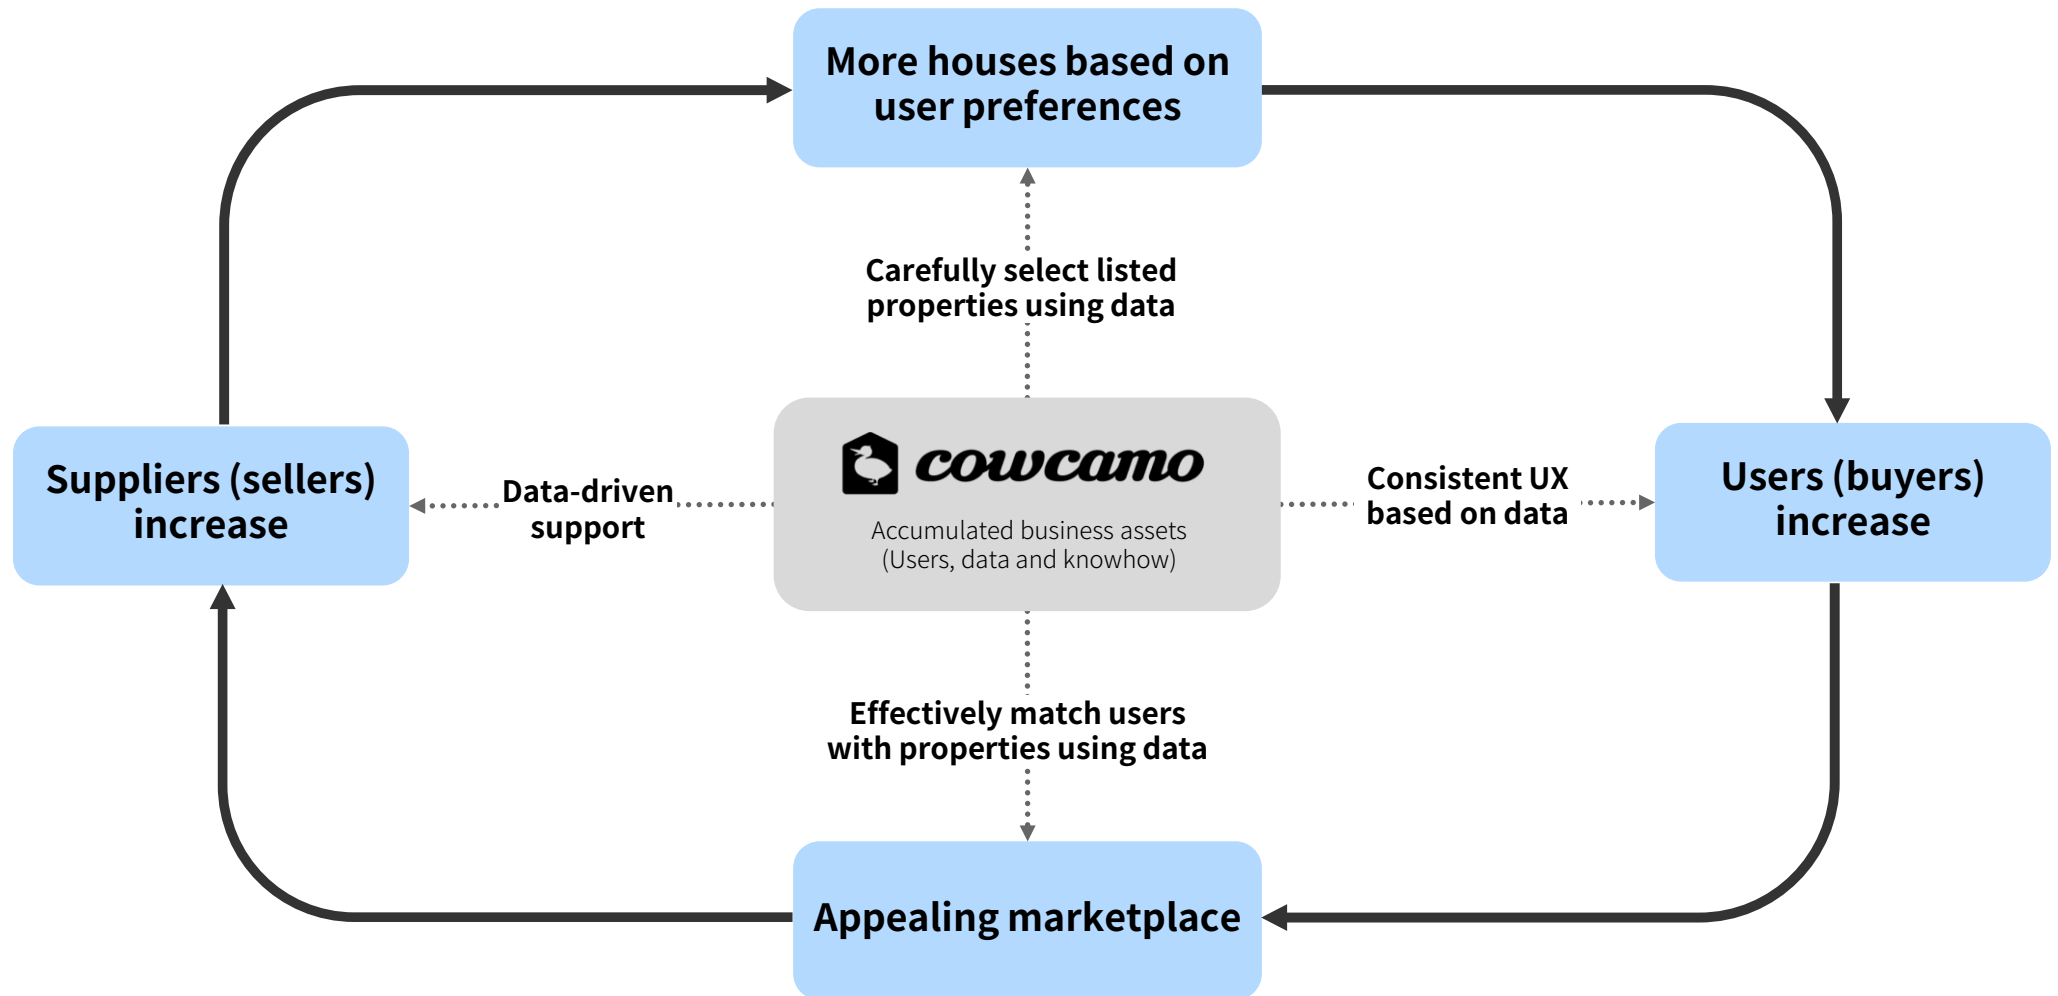 More houses based on
user preferences
Carefully select listed
properties using data
Suppliers (sellers)
increase
Data-driven
support
cowcamo
Accumulated business assets
(Users, data and knowhow)
Consistent UX
based on data
Users (buyers)
increase
Effectively match users
with properties using data
Appealing marketplace